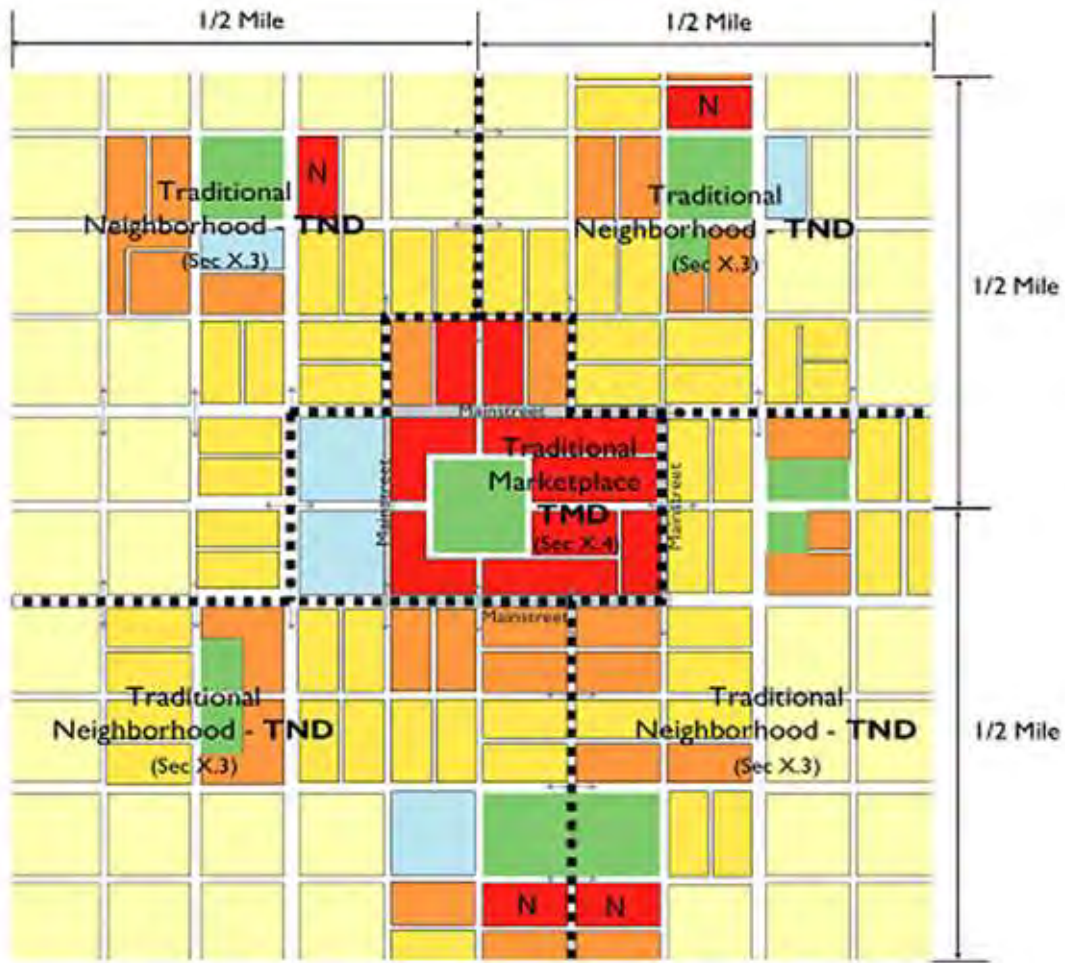 1/2 Mile
1/2 Mile
N
N
Traditional
Neighborhood - TND
(Sec X.3)
Traditional
Neighborhood - TND
(Sec X.3)
1/2 Mile
Mainstreet
Traditional
Marketplace
TMD
(Sec X.4)
Mainstreet
Mainstreet
Mainstreet
Traditional
Neighborhood - TND
(Sec X.3)
Traditional
Neighborhood - TND
(Sec X.3)
1/2 Mile
N
N